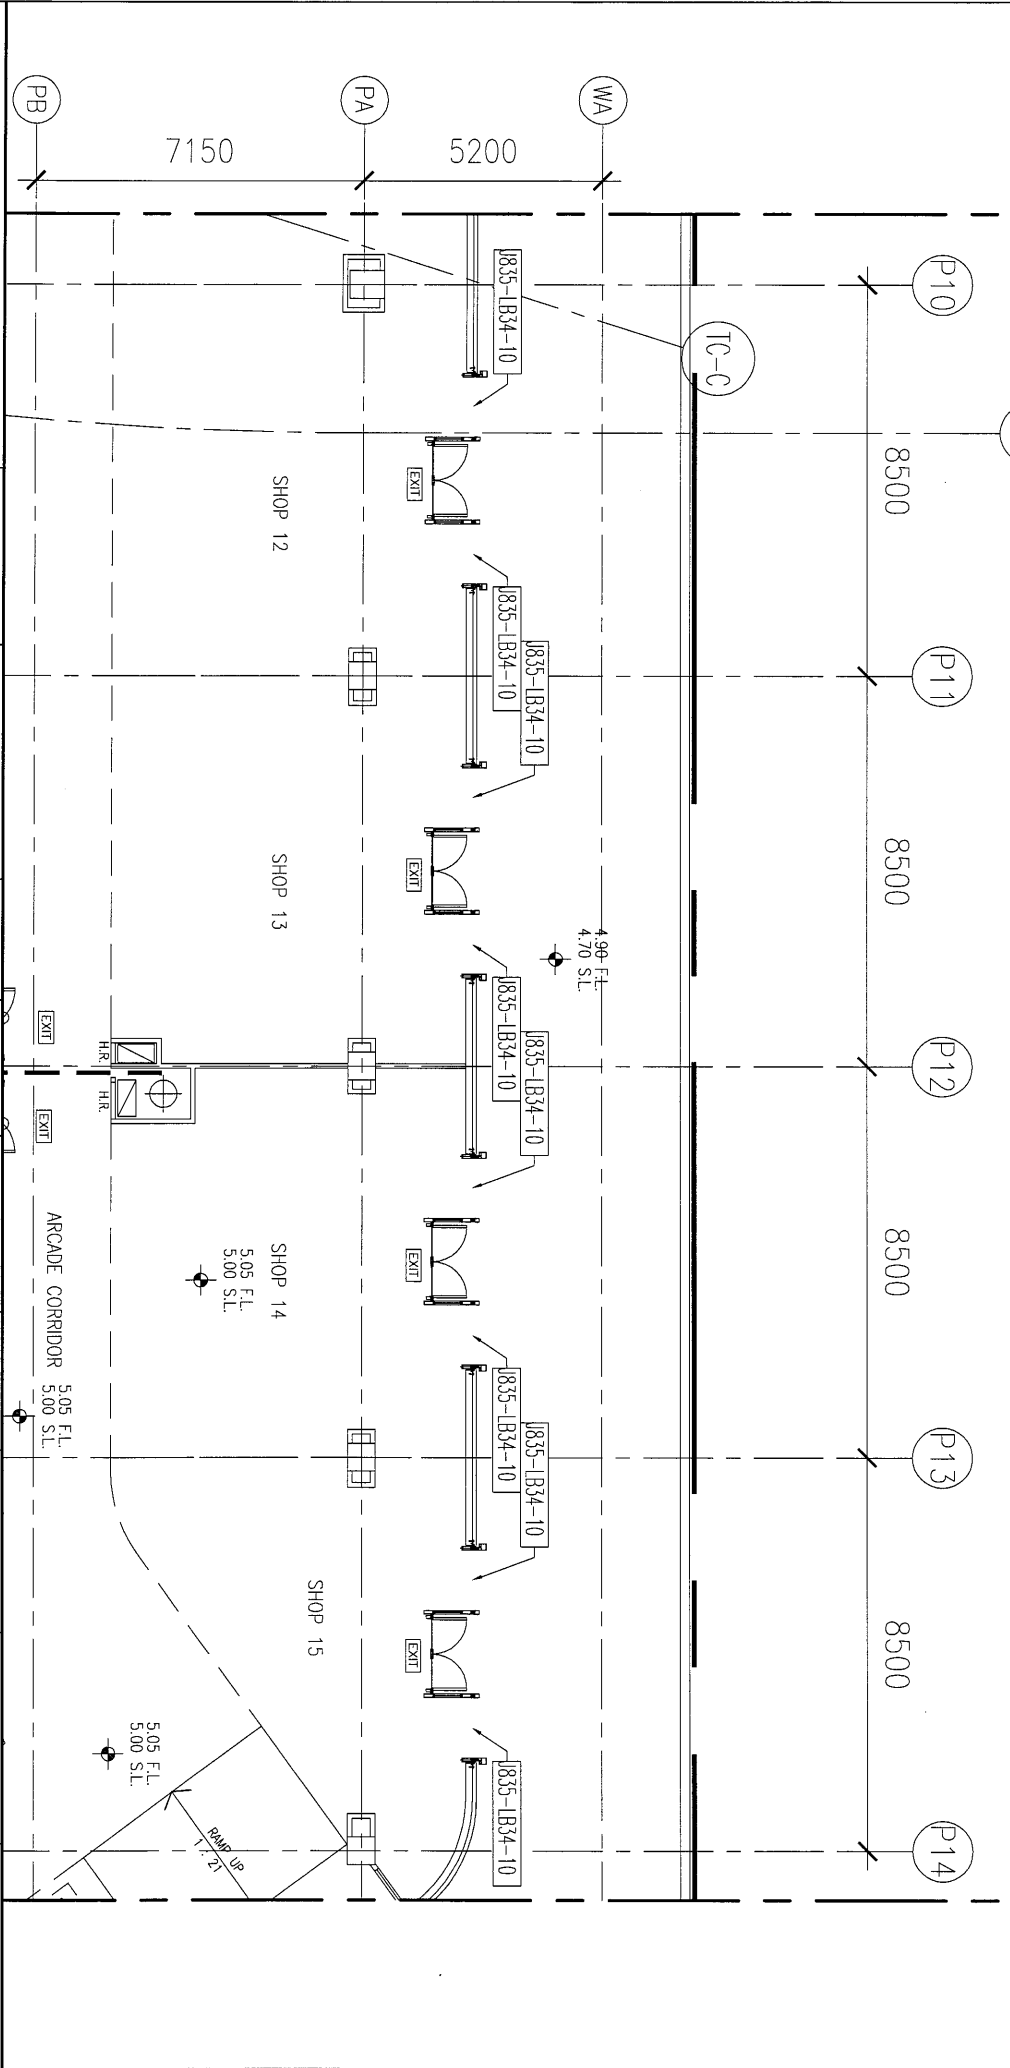 PB
PA
WA
7150
5200
P10
TC-C
J835-LB34-10
8500
EXIT
SHOP 12
J835-LB34-10
J835-LB34-10
P11
8500
EXIT
SHOP 13
4.90 F.L.
4.70 S.L.
J835-LB34-10
J835-LB34-10
EXIT
H.R.
H.R.
EXIT
P12
8500
EXIT
SHOP 14
5.05 F.L.
5.00 S.L.
ARCADE CORRIDOR
5.05 F.L.
5.00 S.L.
J835-LB34-10
J835-LB34-10
P13
8500
EXIT
SHOP 15
5.05 F.L.
5.00 S.L.
RAMP UP
1 : 21
J835-LB34-10
P14